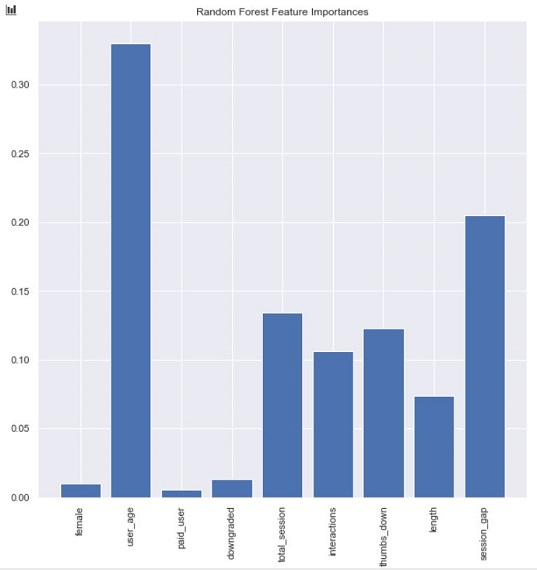 Random Forest Feature Importances
0.30
0.25
0.20
0.15
0.10
0.05
0.00
female
user_age
paid_user
downgraded
total_session
interactions
thumbs_down
length
session_gap